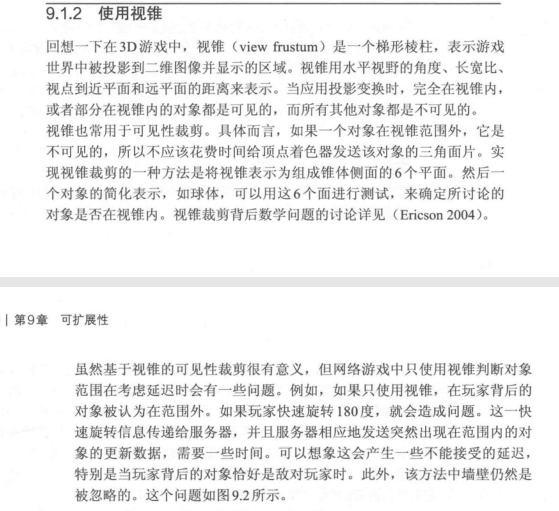 9.1.2 使用视锥
回想一下在3D游戏中，视锥（view frustum）是一个梯形棱柱，表示游戏
世界中被投影到二维图像并显示的区域。视锥用水平视野的角度、长宽比、
视点到近平面和远平面的距离来表示。当应用投影变换时，完全在视锥内，
或者部分在视锥内的对象都是可见的，而所有其他对象都是不可见的。
视锥也常用于可见性裁剪。具体而言，如果一个对象在视锥范围外，它是
不可见的，所以不应该花费时间给顶点着色器发送该对象的三角面片。实
现视锥裁剪的一种方法是将视锥表示为组成锥体侧面的6个平面。然后一
个对象的简化表示，如球体，可以用这6个面进行测试，来确定所讨论的
对象是否在视锥内。视锥裁剪背后数学问题的讨论详见（Ericson 2004）。
| 第9章 可扩展性
虽然基于视锥的可见性裁剪很有意义，但网络游戏中只使用视锥判断对象
范围在考虑延迟时会有一些问题。例如，如果只使用视锥，在玩家背后的
对象被认为在范围外。如果玩家快速旋转180度，就会造成问题。这一快
速旋转信息传递给服务器，并且服务器相应地发送突然出现在范围内的对
象的更新数据，需要一些时间。可以想象这会产生一些不能接受的延迟，
特别是当玩家背后的对象恰好是敌对玩家时。此外，该方法中墙壁仍然是
被忽略的。这个问题如图9.2所示。